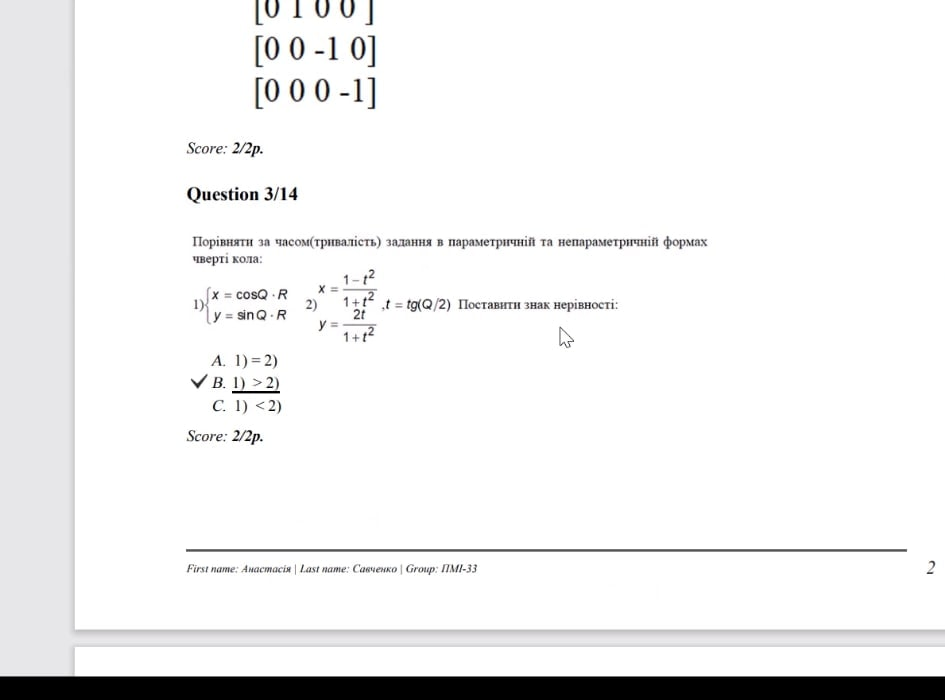 [0 1 0 0 ]
[0 0 -1 0]
[0 0 0 -1]
Score: 2/2p.
Question 3/14
Порівняти за часом(тривалість) задання в параметричній та непараметричній формах
чверті кола:
1) { x = cosQ · R
y = sinQ · R
2) x = (1 - t²)/(1 + t²)
y = 2t/(1 + t²)
, t = tg(Q/2) Поставити знак нерівності:
A. 1) = 2)
✓ B. 1) > 2)
C. 1) < 2)
Score: 2/2p.
First name: Анастасія | Last name: Савченко | Group: ПМІ-33
2